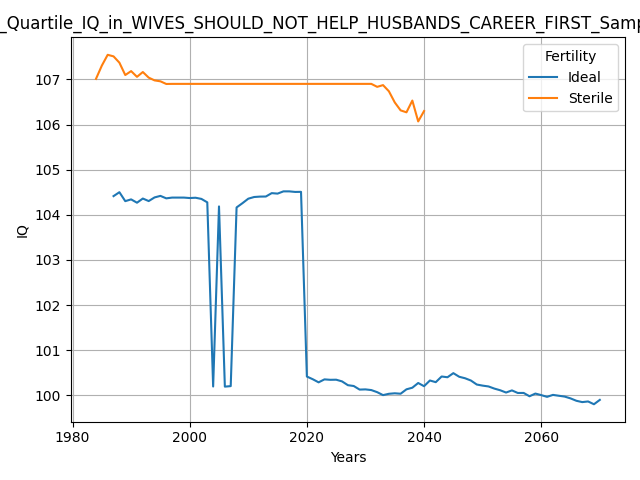 _Quartile_IQ_in_WIVES_SHOULD_NOT_HELP_HUSBANDS_CAREER_FIRST_Samp
Fertility
Ideal
Sterile
107
106
105
104
103
102
101
100
IQ
1980
2000
2020
2040
2060
Years